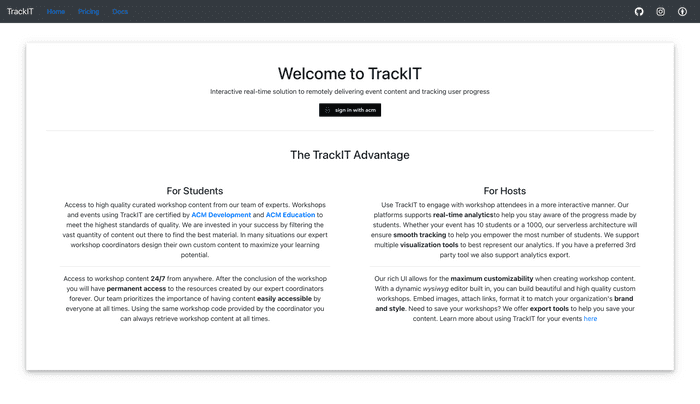 TrackIT Home Pricing Docs
Welcome to TrackIT
Interactive real-time solution to remotely delivering event content and tracking user progress
sign in with acm
The TrackIT Advantage
For Students
Access to high quality curated workshop content from our team of experts. Workshops
and events using TrackIT are certified by ACM Development and ACM Education to
meet the highest standards of quality. We are invested in your success by filtering the
vast quantity of content out there to find the best material. In many situations our expert
workshop coordinators design their own custom content to maximize your learning
potential.
Access to workshop content 24/7 from anywhere. After the conclusion of the workshop
you will have permanent access to the resources created by our expert coordinators
forever. Our team prioritizes the importance of having content easily accessible by
everyone at all times. Using the same workshop code provided by the coordinator you
can always retrieve workshop content at all times.
For Hosts
Use TrackIT to engage with workshop attendees in a more interactive manner. Our
platforms supports real-time analyticsto help you stay aware of the progress made by
students. Whether your event has 10 students or a 1000, our serverless architecture will
ensure smooth tracking to help you empower the most number of students. We support
multiple visualization tools to best represent our analytics. If you have a preferred 3rd
party tool we also support analytics export.
Our rich UI allows for the maximum customizability when creating workshop content.
With a dynamic wysiwyg editor built in, you can build beautiful and high quality custom
workshops. Embed images, attach links, format it to match your organization's brand
and style. Need to save your workshops? We offer export tools to help you save your
content. Learn more about using TrackIT for your events here